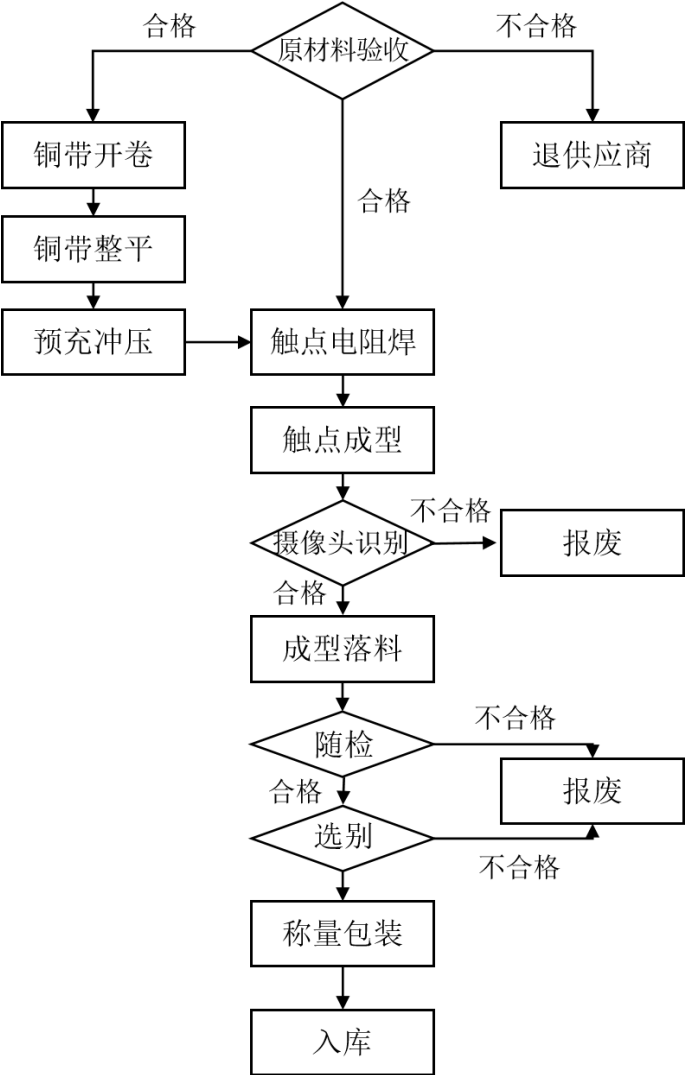 合格
原材料验收
不合格
铜带开卷
退供应商
合格
铜带整平
预充冲压
触点电阻焊
触点成型
不合格
摄像头识别
报废
合格
成型落料
不合格
随检
合格
报废
选别
不合格
称量包装
入库